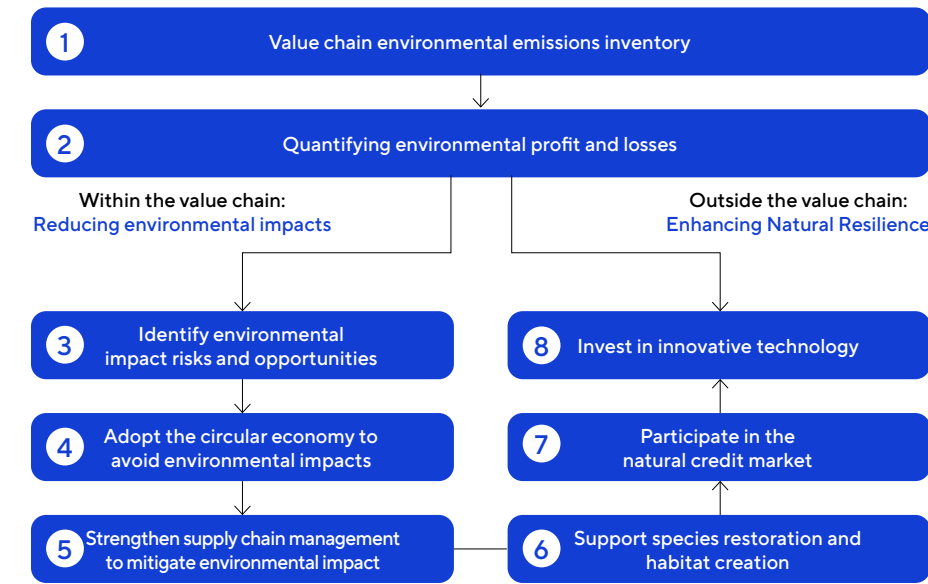 1
Value chain environmental emissions inventory
2
Quantifying environmental profit and losses
Within the value chain:
Reducing environmental impacts
Outside the value chain:
Enhancing Natural Resilience
3
Identify environmental
impact risks and opportunities
4
Adopt the circular economy to
avoid environmental impacts
5
Strengthen supply chain management
to mitigate environmental impact
6
Support species restoration and
habitat creation
7
Participate in the
natural credit market
8
Invest in innovative technology